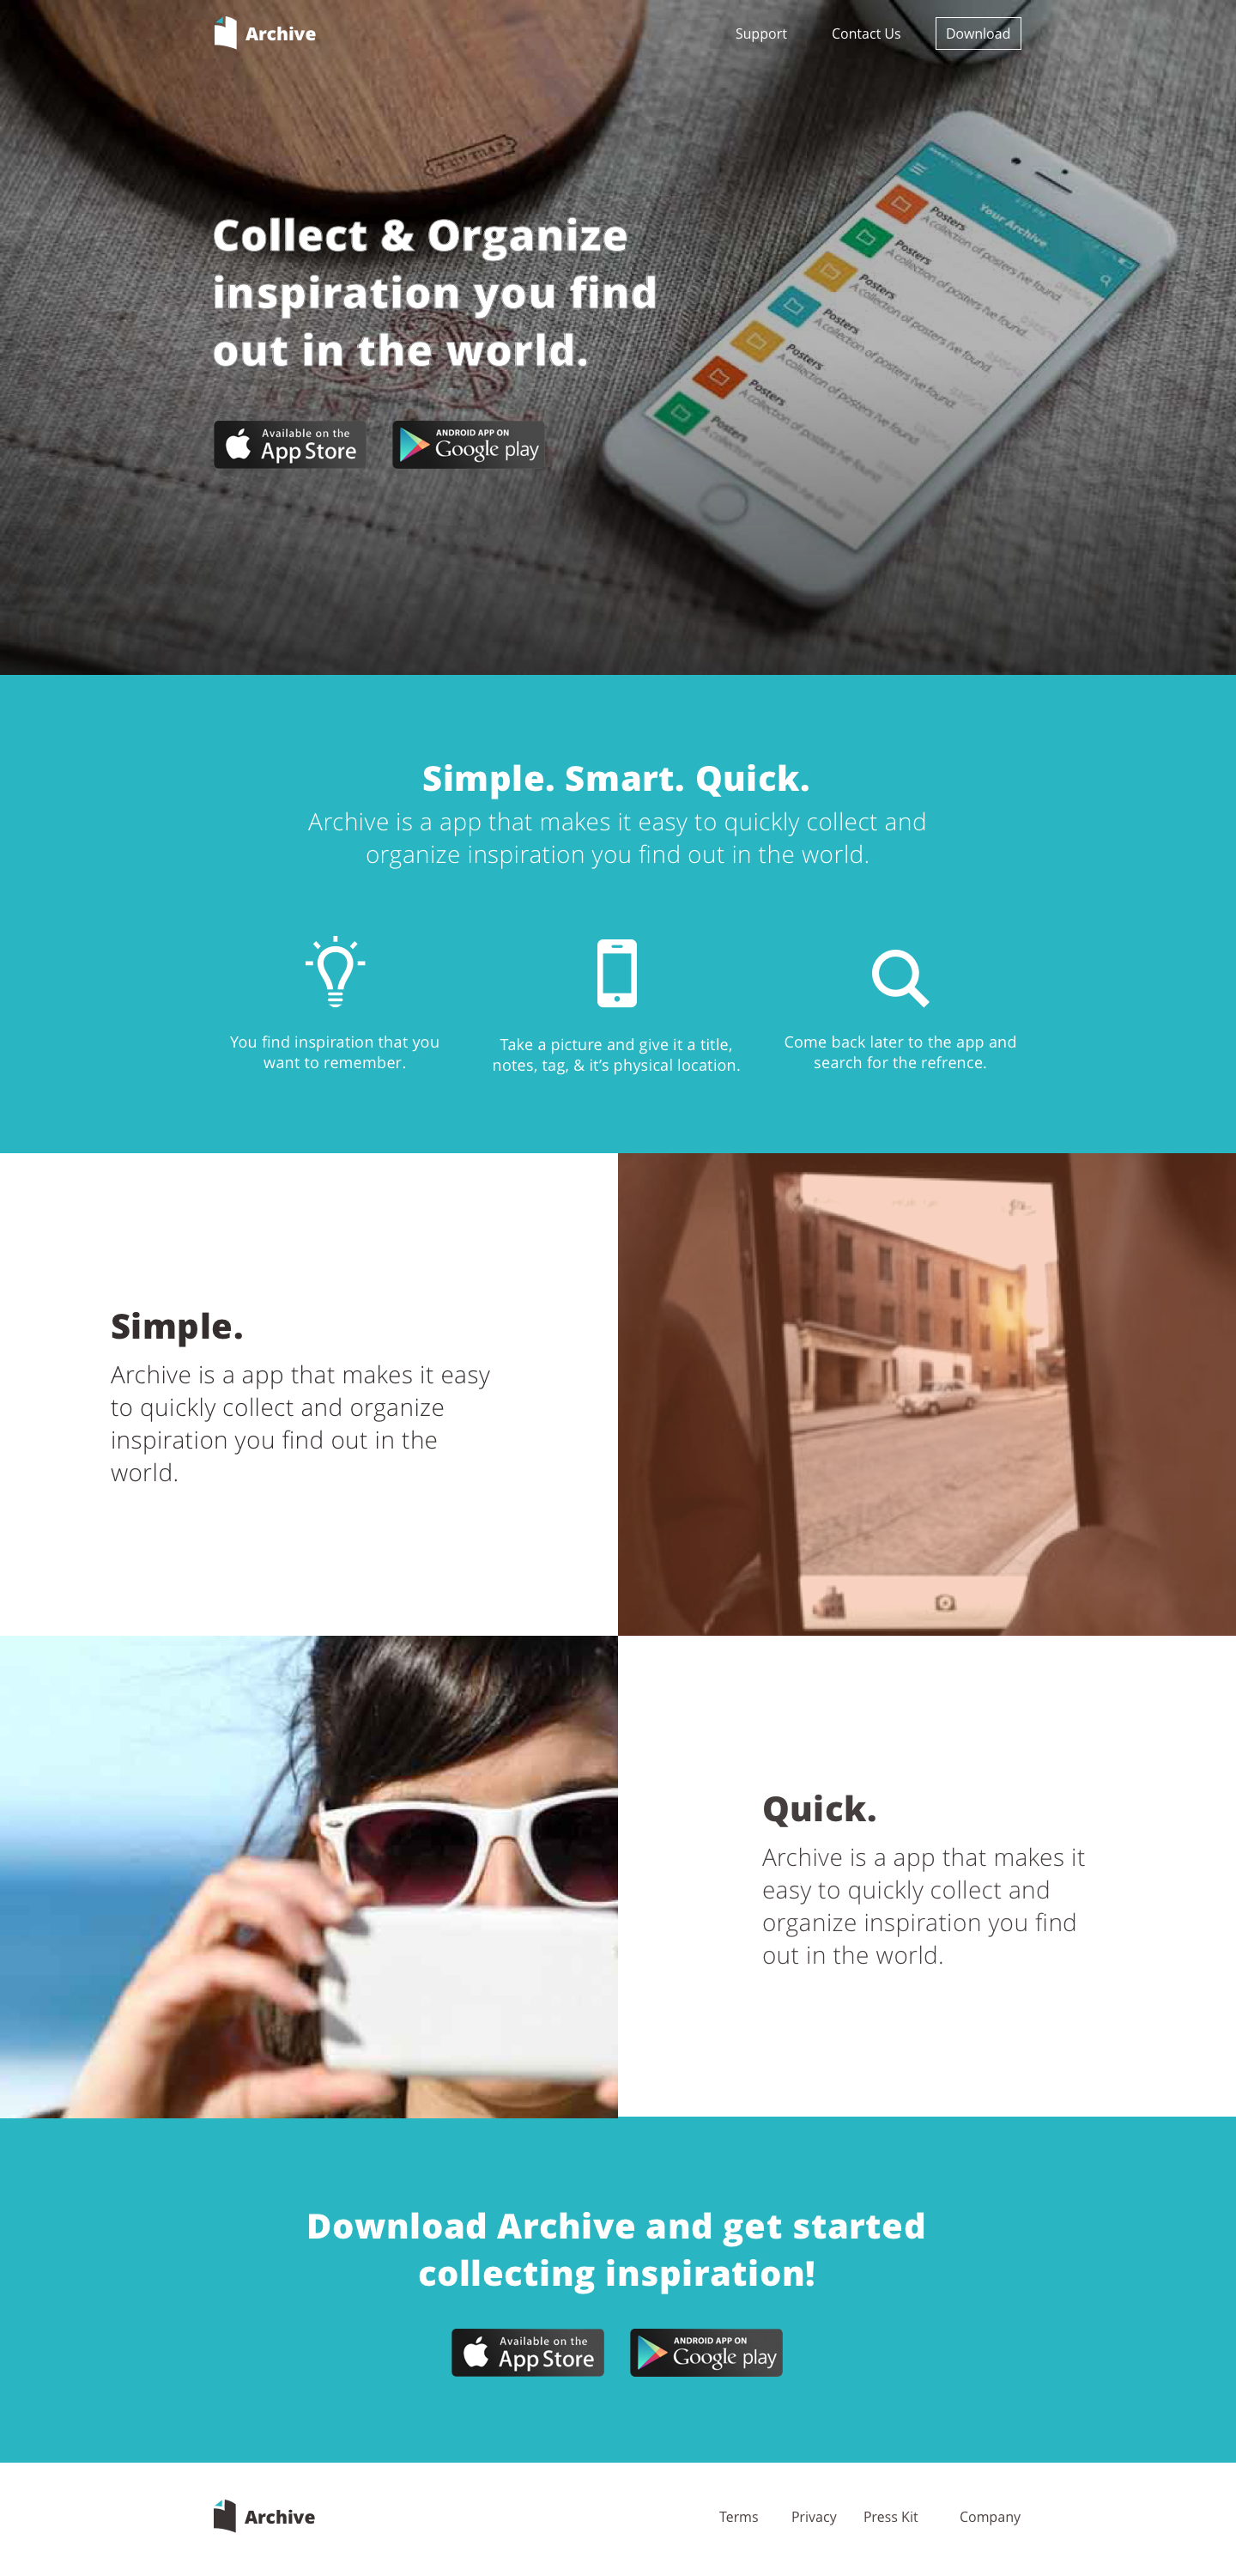 Archive
Support Contact Us Download
Collect & Organize
inspiration you find
out in the world.
Available on the
App Store
ANDROID APP ON
Google play
Your Archive
Posters
A collection of posters I've found.
Posters
A collection of posters I've found.
Posters
A collection of posters I've found.
Posters
A collection of posters I've found.
Posters
A collection of posters I've found.
Posters
A collection of posters I've found.
Posters
A collection of posters I've found.
Simple. Smart. Quick.
Archive is a app that makes it easy to quickly collect and
organize inspiration you find out in the world.
You find inspiration that you
want to remember.
Take a picture and give it a title,
notes, tag, & it’s physical location.
Come back later to the app and
search for the refrence.
Simple.
Archive is a app that makes it easy
to quickly collect and organize
inspiration you find out in the
world.
Quick.
Archive is a app that makes it
easy to quickly collect and
organize inspiration you find
out in the world.
Download Archive and get started
collecting inspiration!
Available on the
App Store
ANDROID APP ON
Google play
Archive
Terms Privacy Press Kit Company